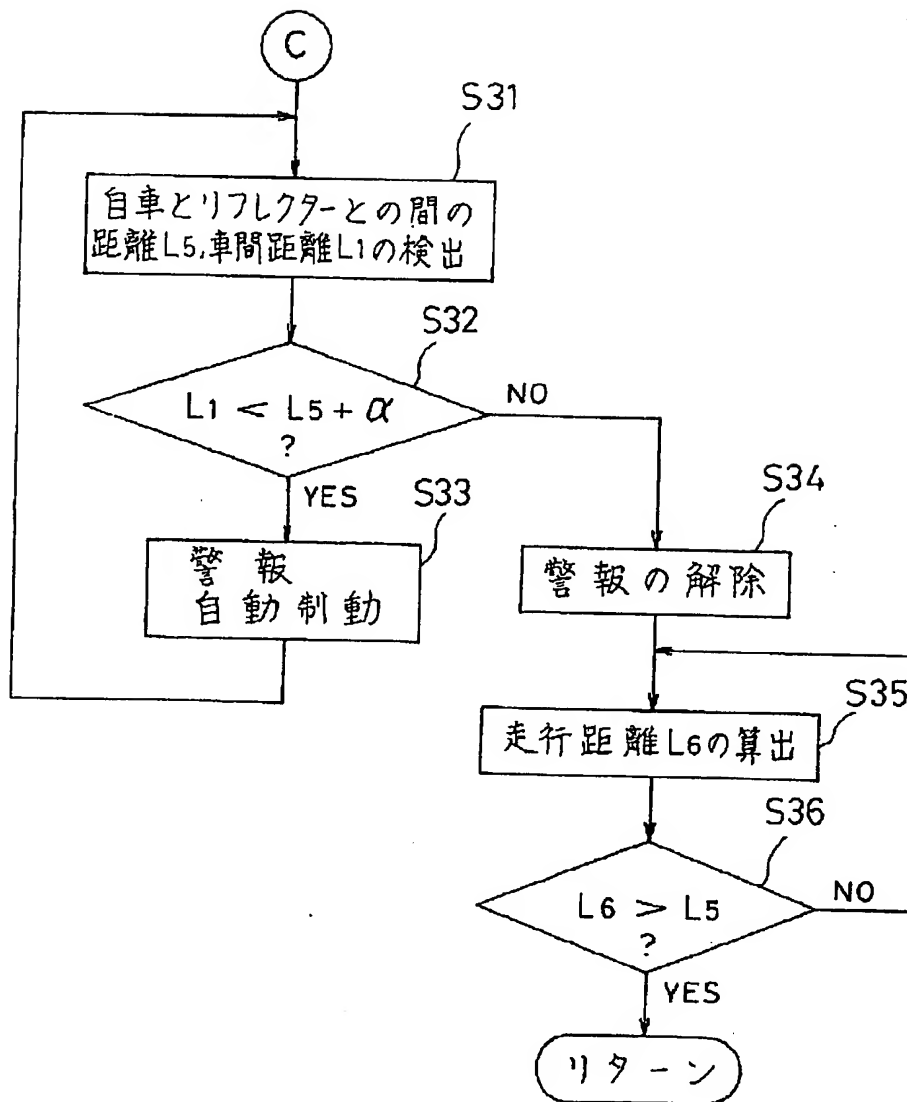 C
S31
自車とリフレクターとの間の
距離L5,車間距離L1の検出
S32
L1 < L5 + α
?
NO
YES
S33
警報
自動制動
S34
警報の解除
S35
走行距離L6の算出
S36
L6 > L5
?
NO
YES
リターン